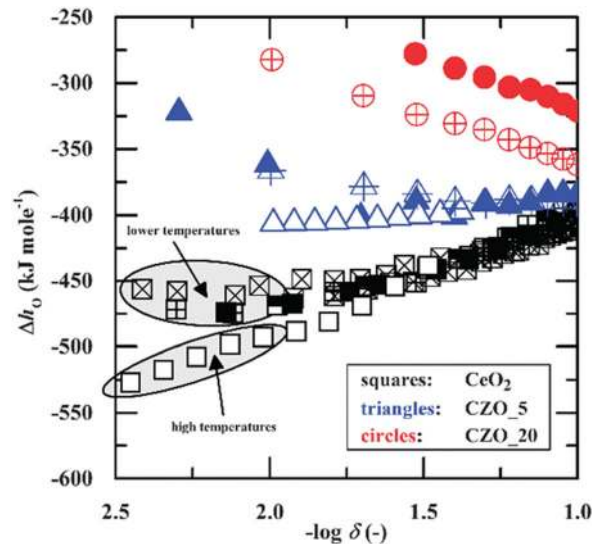 -250
-300
-350
-400
-450
-500
-550
-600
Δh_O (kJ mole⁻¹)
lower temperatures
high temperatures
squares: CeO₂
triangles: CZO_5
circles: CZO_20
2.5 2.0 1.5 1.0
-log δ (-)